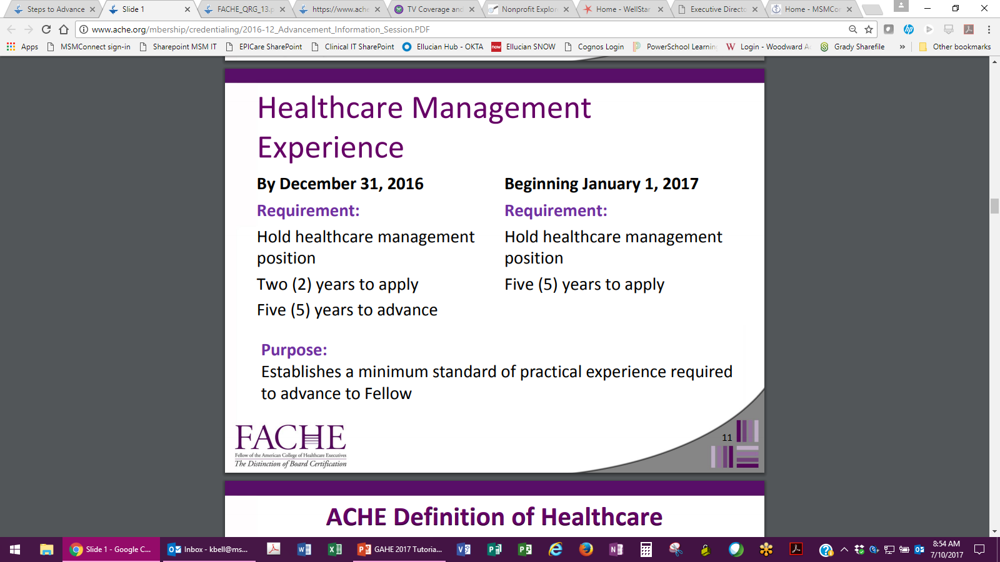 Steps to Advance
Slide 1
FACHE_QRG_13.p
https://www.ache
TV Coverage and
Nonprofit Explor
Home - WellStar
Executive Directo
Home - MSMCon
www.ache.org/mbership/credentialing/2016-12_Advancement_Information_Session.PDF
Apps
MSMConnect sign-in
Sharepoint MSM IT
EPICare SharePoint
Clinical IT SharePoint
Ellucian Hub - OKTA
now
Ellucian SNOW
Cognos Login
PowerSchool Learnin
Login - Woodward A
Grady Sharefile
»
Other bookmarks
Healthcare Management
Experience
By December 31, 2016
Requirement:
Hold healthcare management
position
Two (2) years to apply
Five (5) years to advance
Beginning January 1, 2017
Requirement:
Hold healthcare management
position
Five (5) years to apply
Purpose:
Establishes a minimum standard of practical experience required
to advance to Fellow
FACHE
Fellow of the American College of Healthcare Executives
The Distinction of Board Certification
11
ACHE Definition of Healthcare
Slide 1 - Google C...
Inbox - kbell@ms...
GAHE 2017 Tutoria...
8:54 AM
7/10/2017